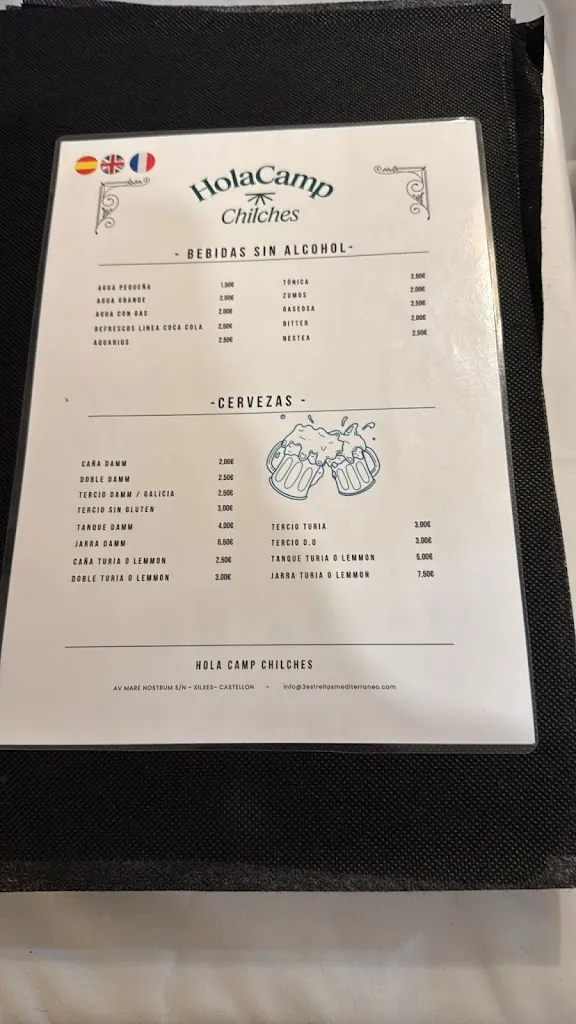 HolaCamp
Chilches
- BEBIDAS SIN ALCOHOL-
AGUA PEQUEÑA 1.50€
AGUA GRANDE 2.50€
AGUA CON GAS 2.00€
REFRESCOS LINEA COCA COLA 2.50€
AQUARIUS 2.50€
TÓNICA 2.50€
ZUMOS 2.00€
GASEOSA 2.50€
BITTER 2.00€
NESTEA 2.50€
-CERVEZAS -
CAÑA DAMM 2.00€
DOBLE DAMM 2.50€
TERCIO DAMM / GALICIA 2.50€
TERCIO SIN GLUTEN 3,00€
TANQUE DAMM 4.00€
JARRA DAMM 6.50€
CAÑA TURIA O LEMMON 2.50€
DOBLE TURIA O LEMMON 3.00€
TERCIO TURIA 3.00€
TERCIO 0.0 3.00€
TANQUE TURIA O LEMMON 5.00€
JARRA TURIA O LEMMON 7.50€
HOLA CAMP CHILCHES
AV MARE NOSTRUM S/N - XILXES- CASTELLON - info@3estrellasmediterraneo.com